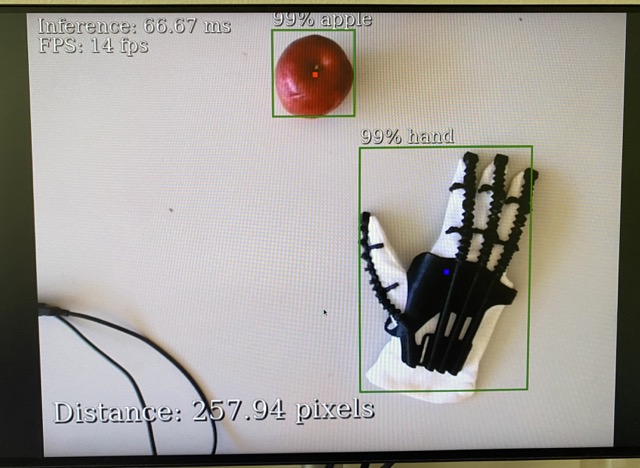 Inference: 66.67 ms
FPS: 14 fps
99% apple
99% hand
Distance: 257.94 pixels